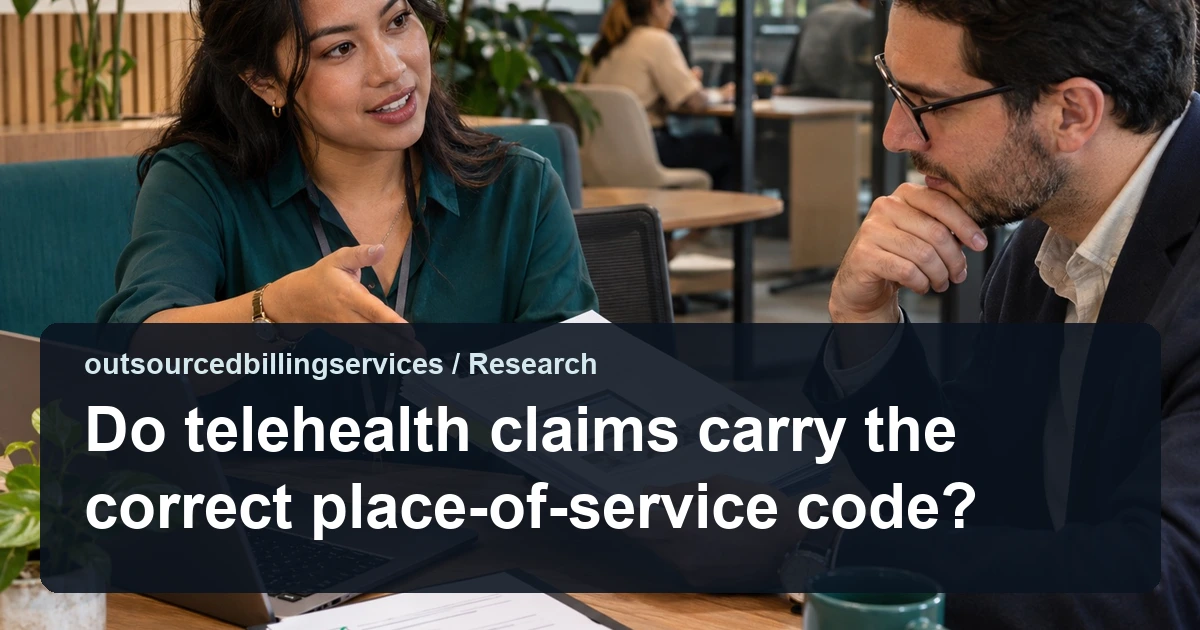 outsourcedbillingservices / Research
Do telehealth claims carry the
correct place-of-service code?